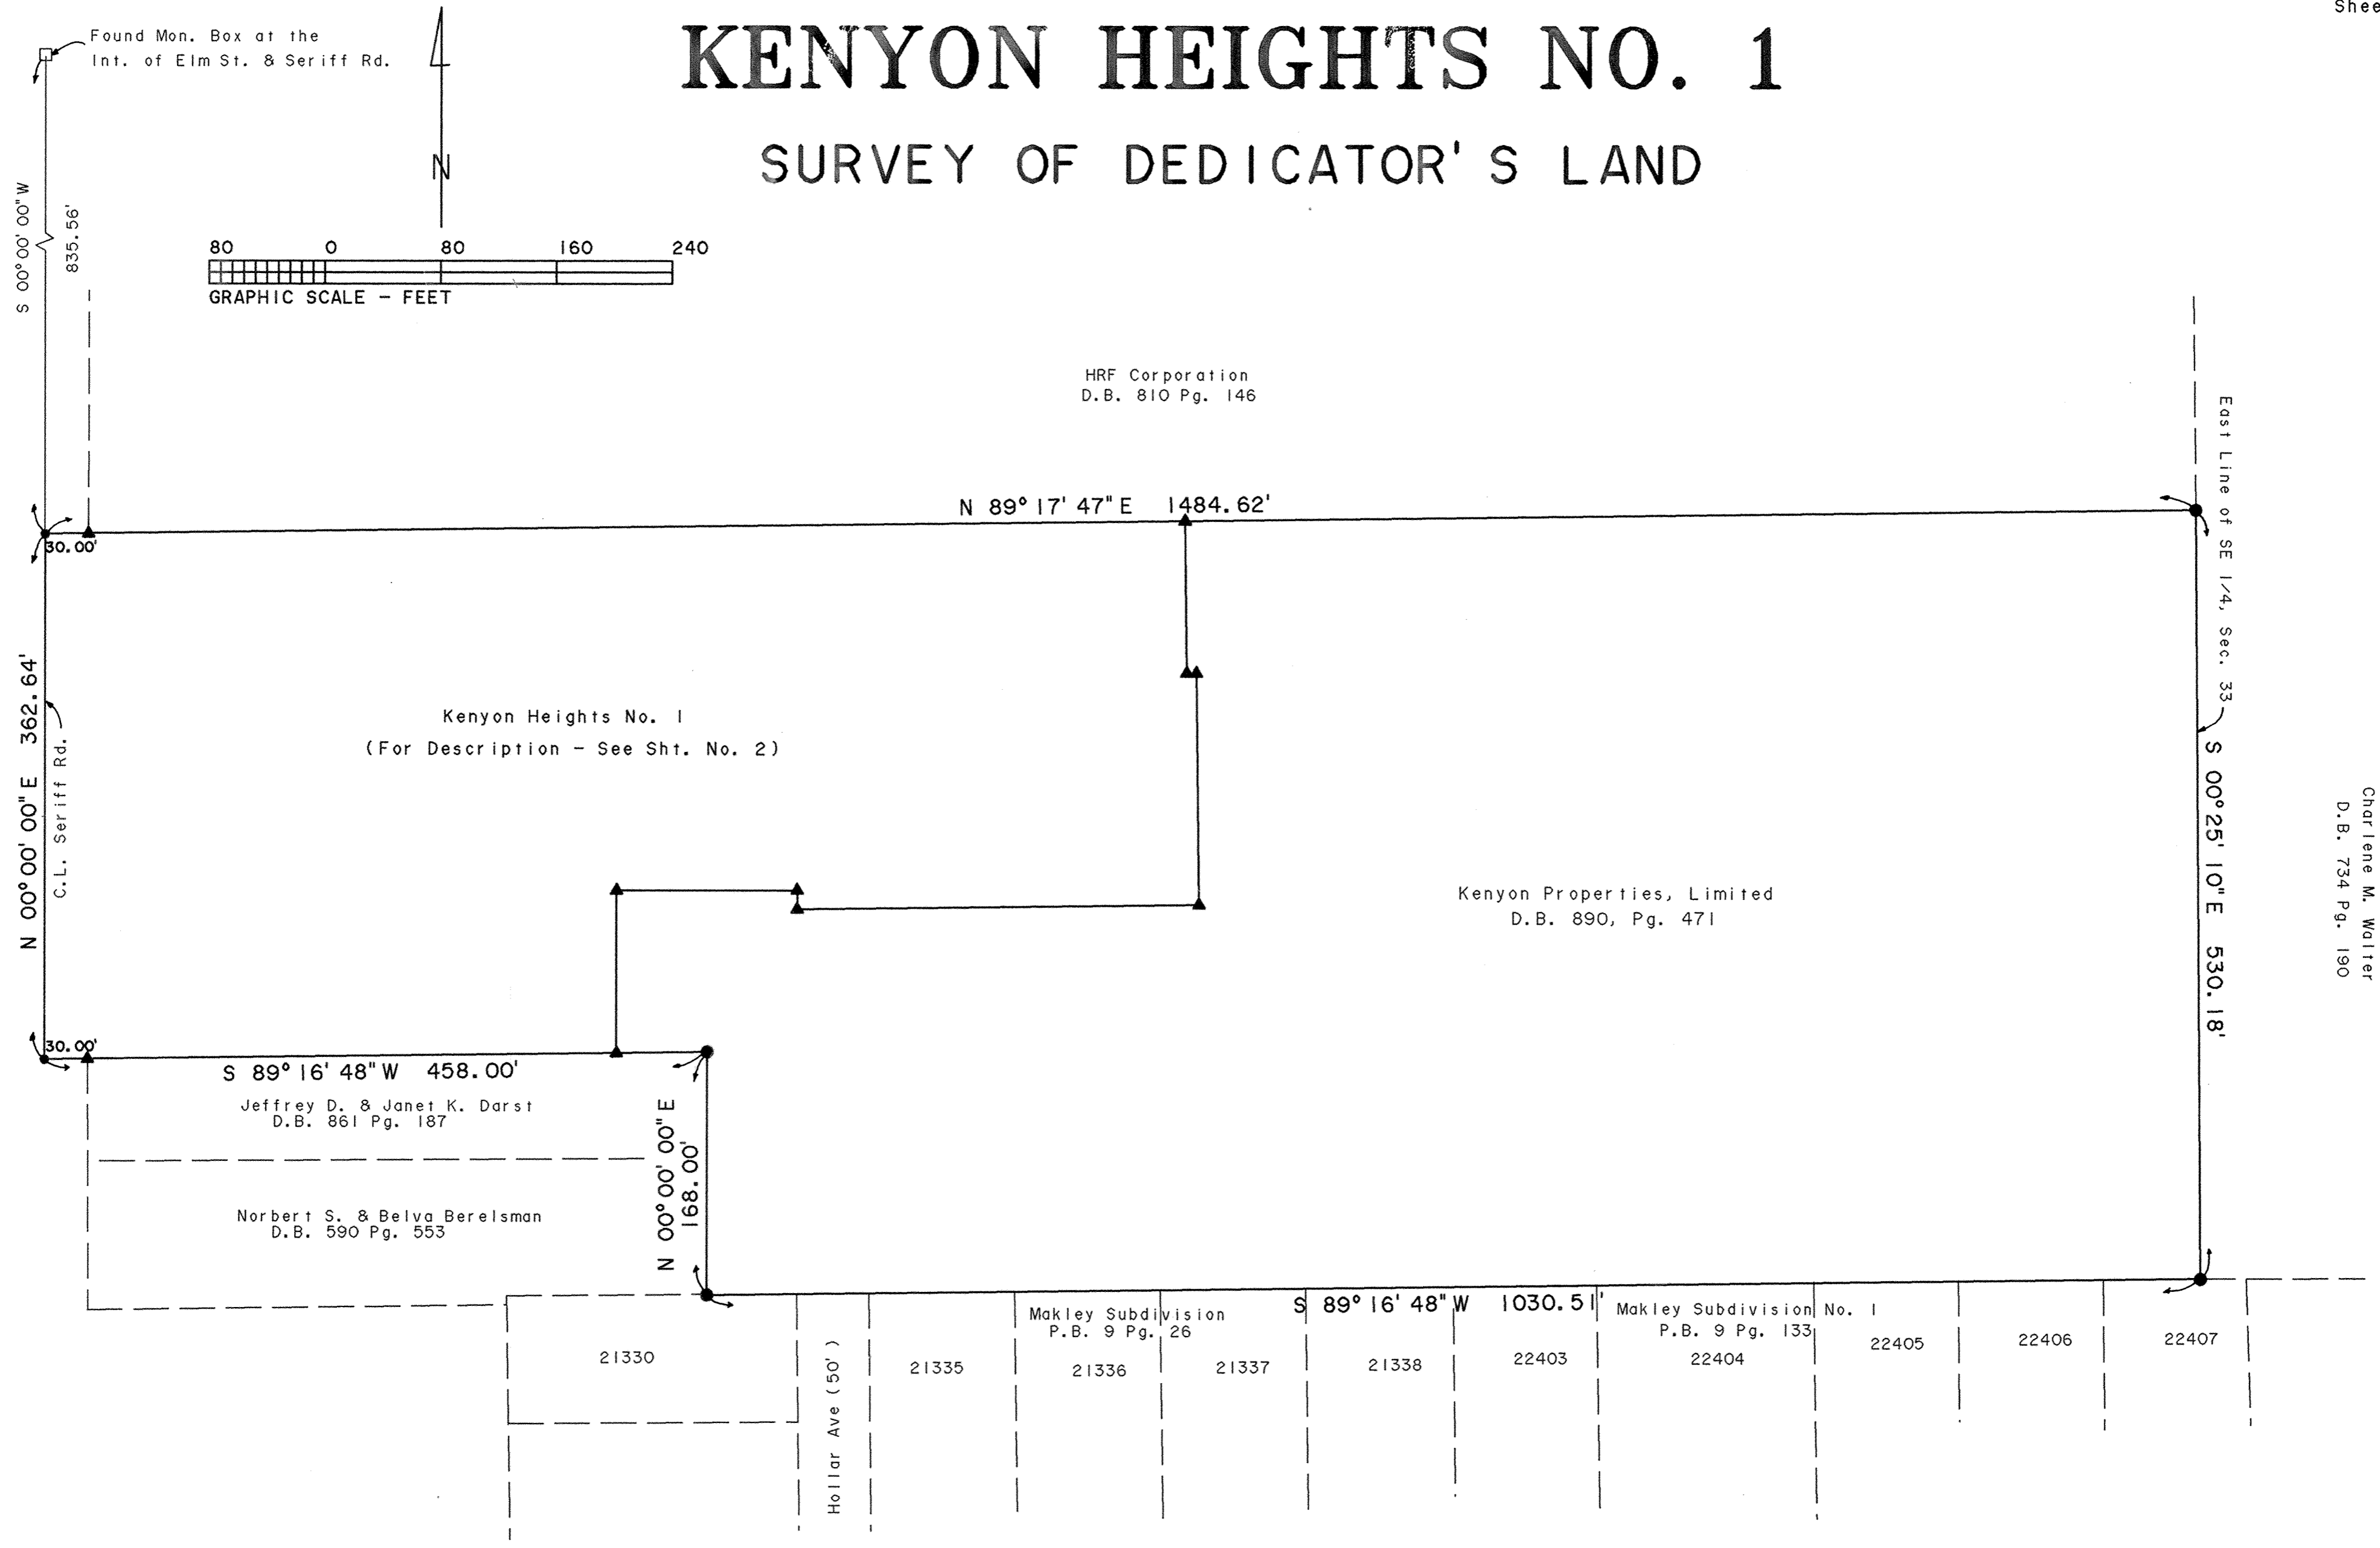 Shee
Found Mon. Box at the
Int. of Elm St. & Seriff Rd.
KENYON HEIGHTS NO. 1
SURVEY OF DEDICATOR'S LAND
N
S 00° 00' 00" W
835.56'
80 0 80 160 240
GRAPHIC SCALE - FEET
HRF Corporation
D.B. 810 Pg. 146
East Line of SE 1/4, Sec. 33
N 89° 17' 47" E 1484.62'
30.00'
N 00° 00' 00" E 362.64'
C.L. Seriff Rd.
Kenyon Heights No. 1
(For Description - See Sht. No. 2)
Kenyon Properties, Limited
D.B. 890, Pg. 471
S 00° 25' 10" E 530.18'
Charlene M. Walter
D.B. 734 Pg. 190
30.00'
S 89° 16' 48" W 458.00'
Jeffrey D. & Janet K. Darst
D.B. 861 Pg. 187
N 00° 00' 00" E
168.00'
Norbert S. & Belva Berelsman
D.B. 590 Pg. 553
S 89° 16' 48" W 1030.51'
Makley Subdivision
P.B. 9 Pg. 26
Makley Subdivision No. 1
P.B. 9 Pg. 133
21330
Hollar Ave (50')
21335
21336
21337
21338
22403
22404
22405
22406
22407